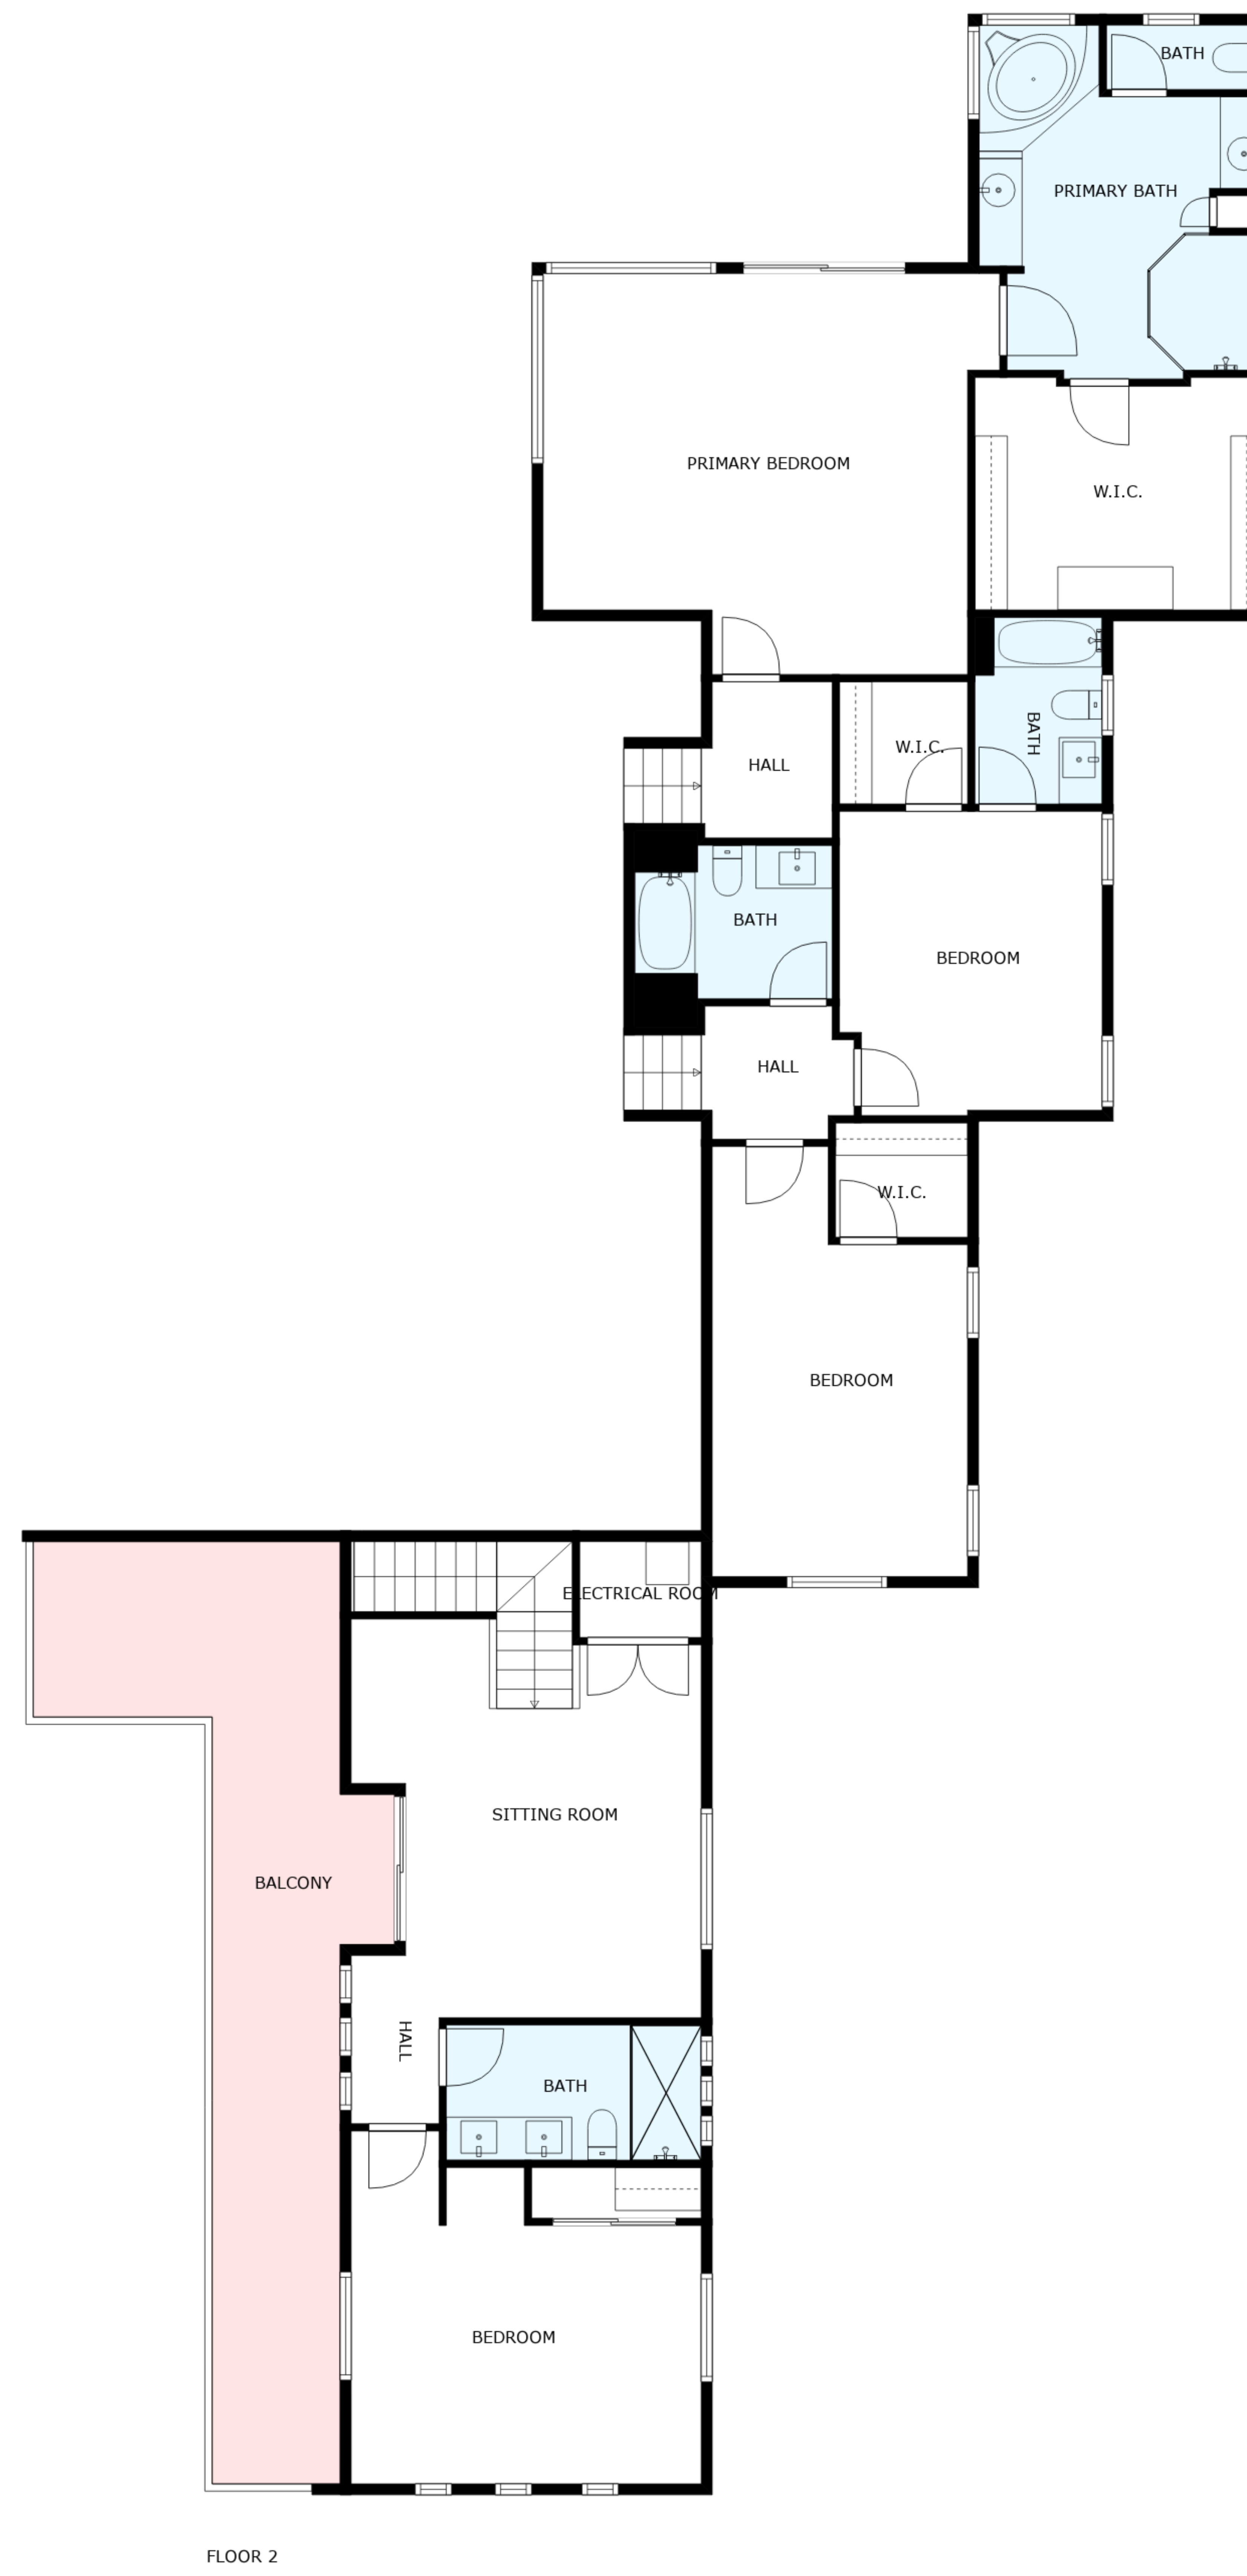 BATH
PRIMARY BATH
PRIMARY BEDROOM
W.I.C.
BATH
W.I.C.
HALL
BATH
BEDROOM
HALL
W.I.C.
BEDROOM
ELECTRICAL ROOM
SITTING ROOM
BALCONY
HALL
BATH
BEDROOM
FLOOR 2